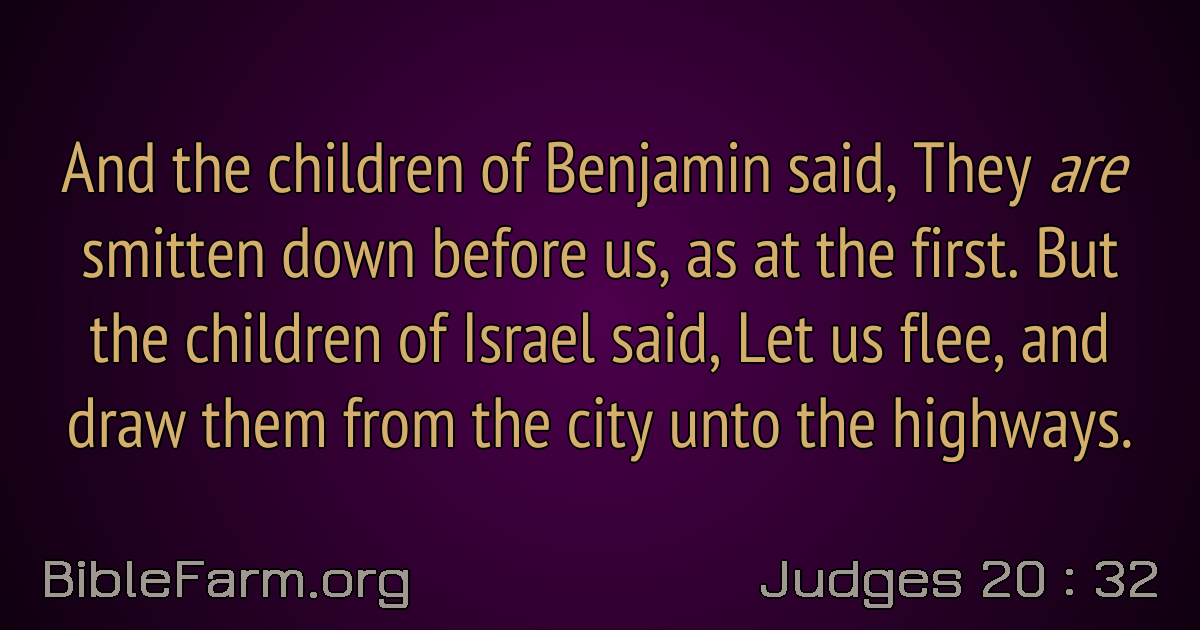 And the children of Benjamin said, They are
smitten down before us, as at the first. But
the children of Israel said, Let us flee, and
draw them from the city unto the highways.
BibleFarm.org
Judges 20 : 32